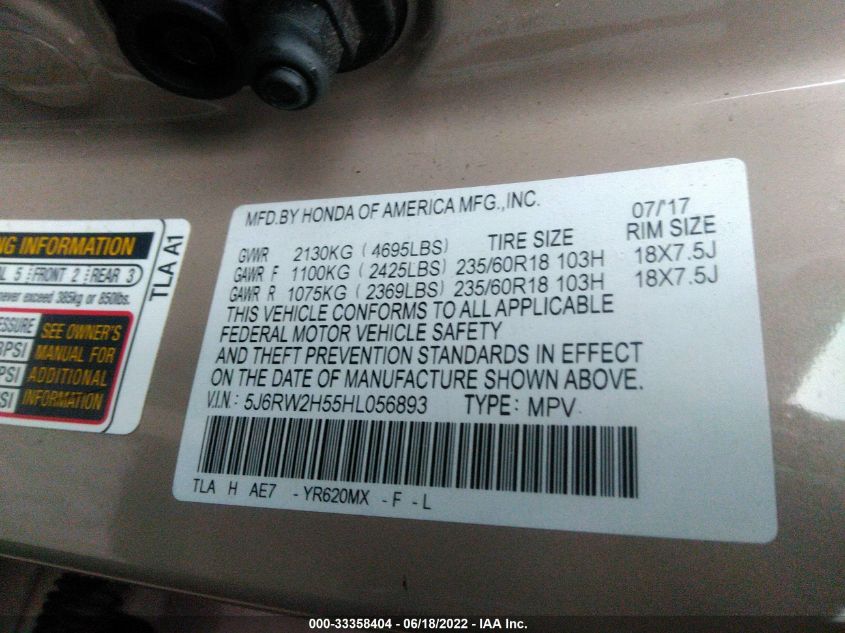 MFD.BY HONDA OF AMERICA MFG.,INC. 07/'17
GVWR 2130KG (4695LBS) TIRE SIZE RIM SIZE
GAWR F 1100KG (2425LBS) 235/60R18 103H 18X7.5J
GAWR R 1075KG (2369LBS) 235/60R18 103H 18X7.5J
THIS VEHICLE CONFORMS TO ALL APPLICABLE
FEDERAL MOTOR VEHICLE SAFETY
AND THEFT PREVENTION STANDARDS IN EFFECT
ON THE DATE OF MANUFACTURE SHOWN ABOVE.
V.I.N.: 5J6RW2H55HL056893 TYPE: MPV
TLA H AE7 -YR620MX -F -L
INFORMATION
5 FRONT 2 REAR 3
never exceed 385kg or 850lbs.
TLA A1
SEE OWNER'S
MANUAL FOR
ADDITIONAL
INFORMATION
PSI
000-33358404 - 06/18/2022 - IAA Inc.